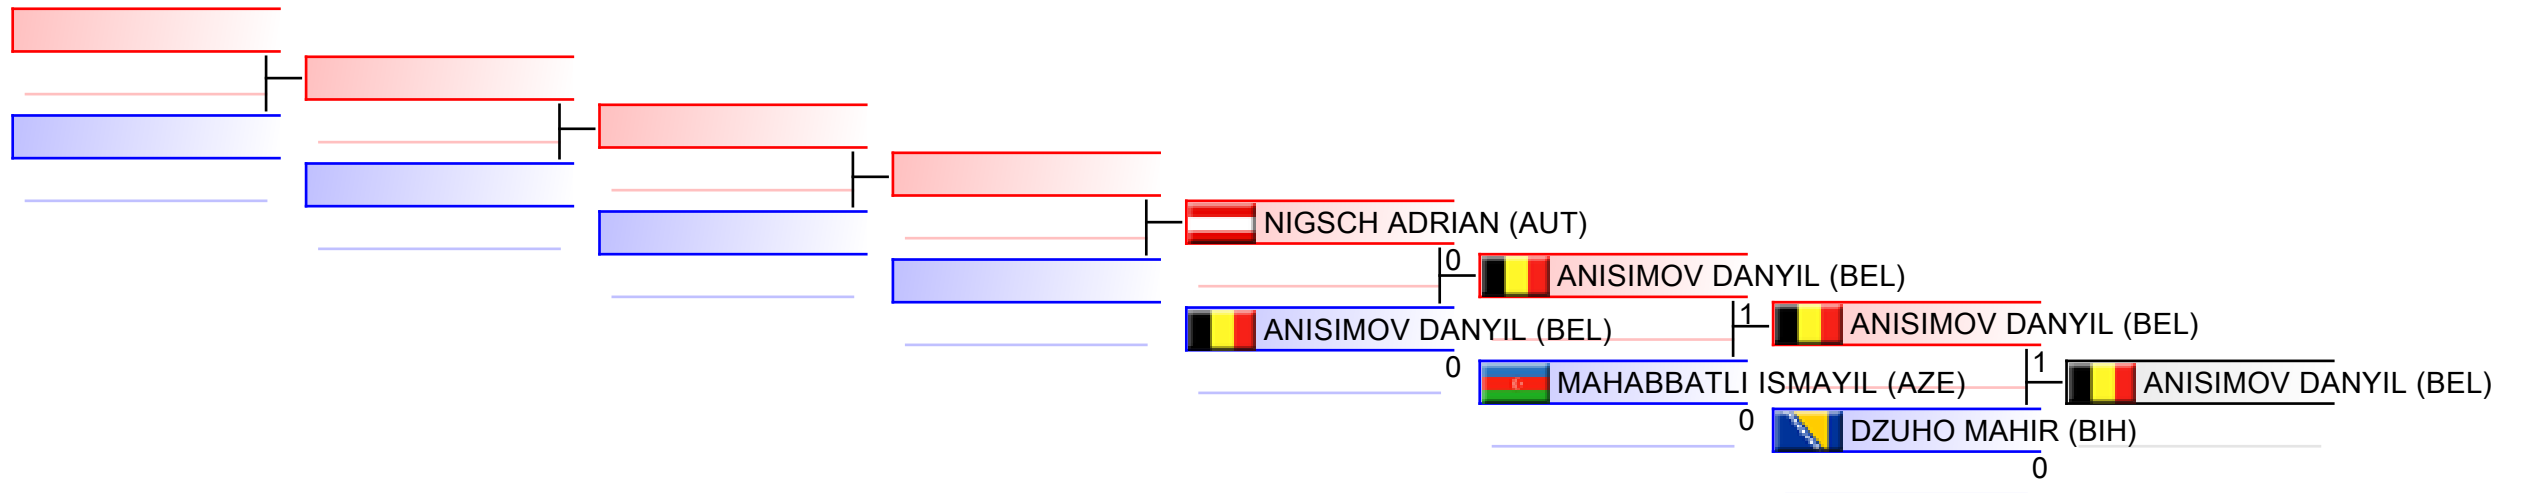 NIGSCH ADRIAN (AUT)
0
ANISIMOV DANYIL (BEL)
0
ANISIMOV DANYIL (BEL)
1
MAHABBATLI ISMAYIL (AZE)
0
ANISIMOV DANYIL (BEL)
1
DZUHO MAHIR (BIH)
0
ANISIMOV DANYIL (BEL)